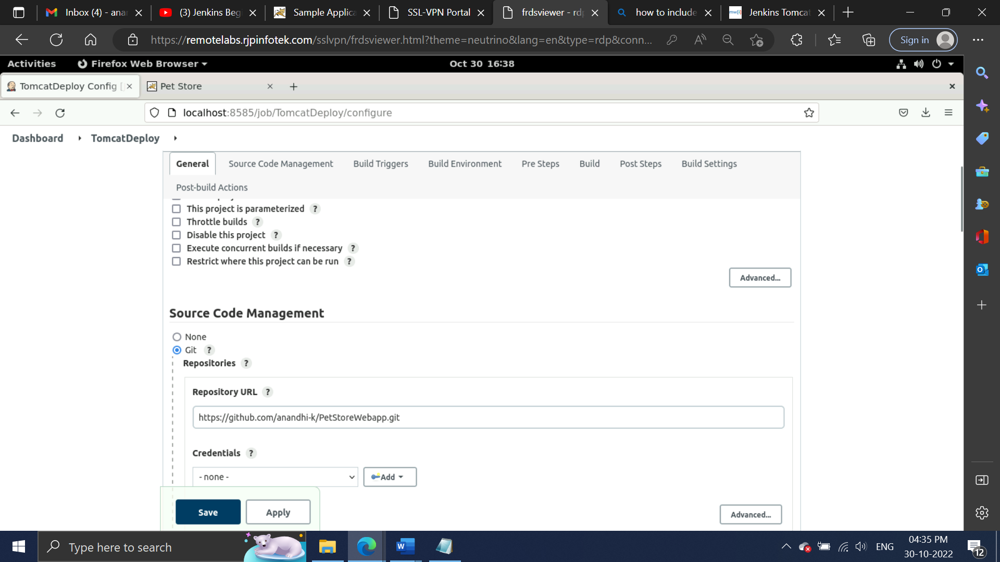 Inbox (4) - anan
(3) Jenkins Begi
Sample Applica
SSL-VPN Portal
frdsviewer - rdp
how to include
Jenkins Tomcat
https://remotelabs.rjpinfotek.com/sslvpn/frdsviewer.html?theme=neutrino&lang=en&type=rdp&conn...
Sign in
Activities
Firefox Web Browser
Oct 30 16:38
TomcatDeploy Config [
Pet Store
localhost:8585/job/TomcatDeploy/configure
Dashboard
TomcatDeploy
General
Source Code Management
Build Triggers
Build Environment
Pre Steps
Build
Post Steps
Build Settings
Post-build Actions
This project is parameterized ?
Throttle builds ?
Disable this project ?
Execute concurrent builds if necessary ?
Restrict where this project can be run ?
Advanced...
Source Code Management
None
Git ?
Repositories ?
Repository URL ?
https://github.com/anandhi-k/PetStoreWebapp.git
Credentials ?
- none -
Add
Save
Apply
Advanced...
Type here to search
ENG
04:35 PM
30-10-2022
12